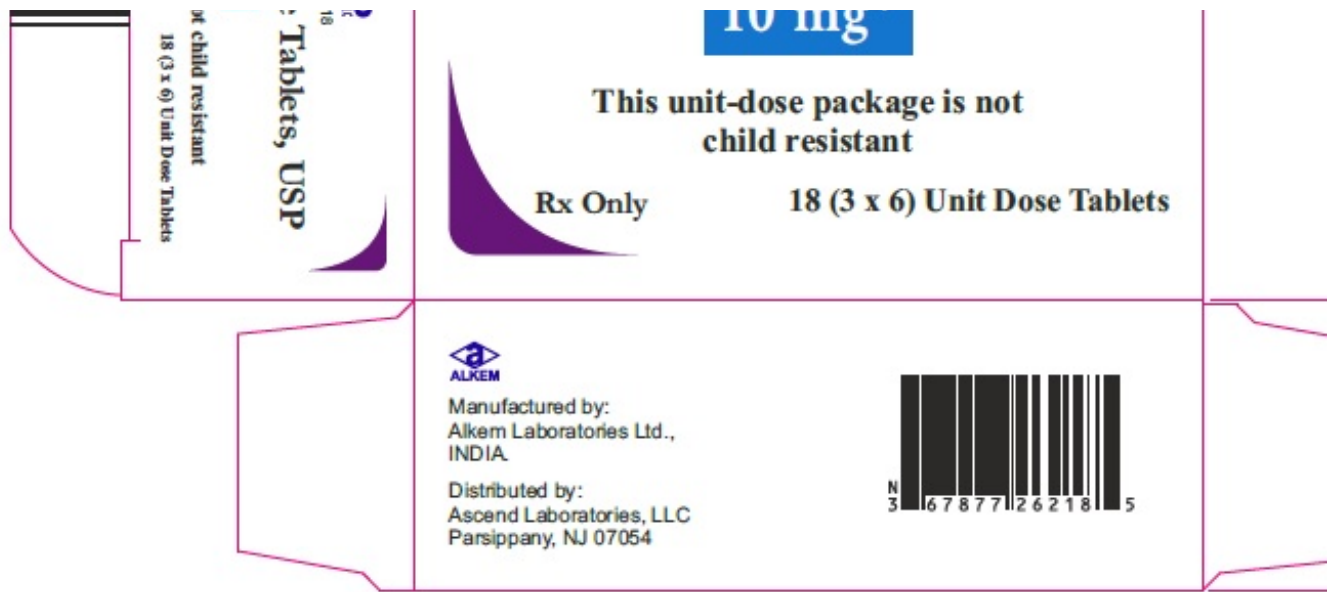 10 mg
This unit-dose package is not
child resistant
Rx Only
18 (3 x 6) Unit Dose Tablets
Tablets, USP
child resistant
18 (3 x 6) Unit Dose Tablets
18
a
ALKEM
Manufactured by:
Alkem Laboratories Ltd.,
INDIA.
Distributed by:
Ascend Laboratories, LLC
Parsippany, NJ 07054
N
3 67877 26218 5